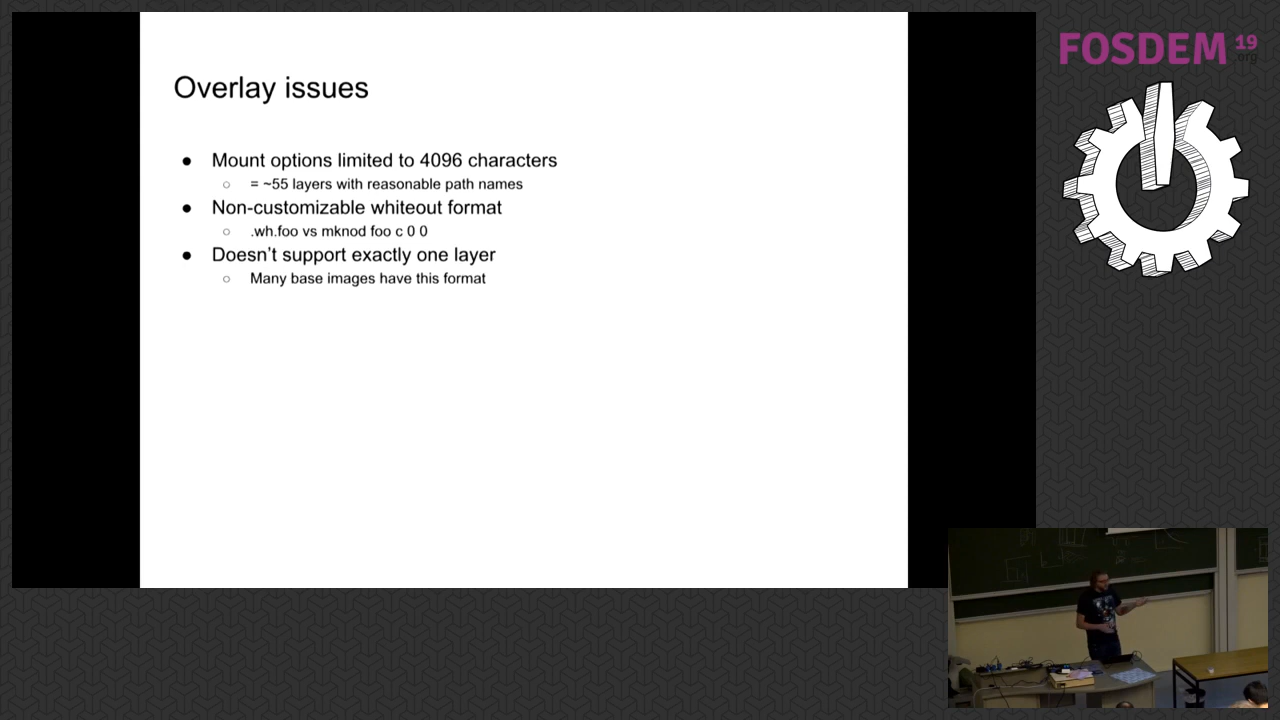 FOSDEM 19
.org
Overlay issues
● Mount options limited to 4096 characters
○ = ~55 layers with reasonable path names
● Non-customizable whiteout format
○ .wh.foo vs mknod foo c 0 0
● Doesn't support exactly one layer
○ Many base images have this format